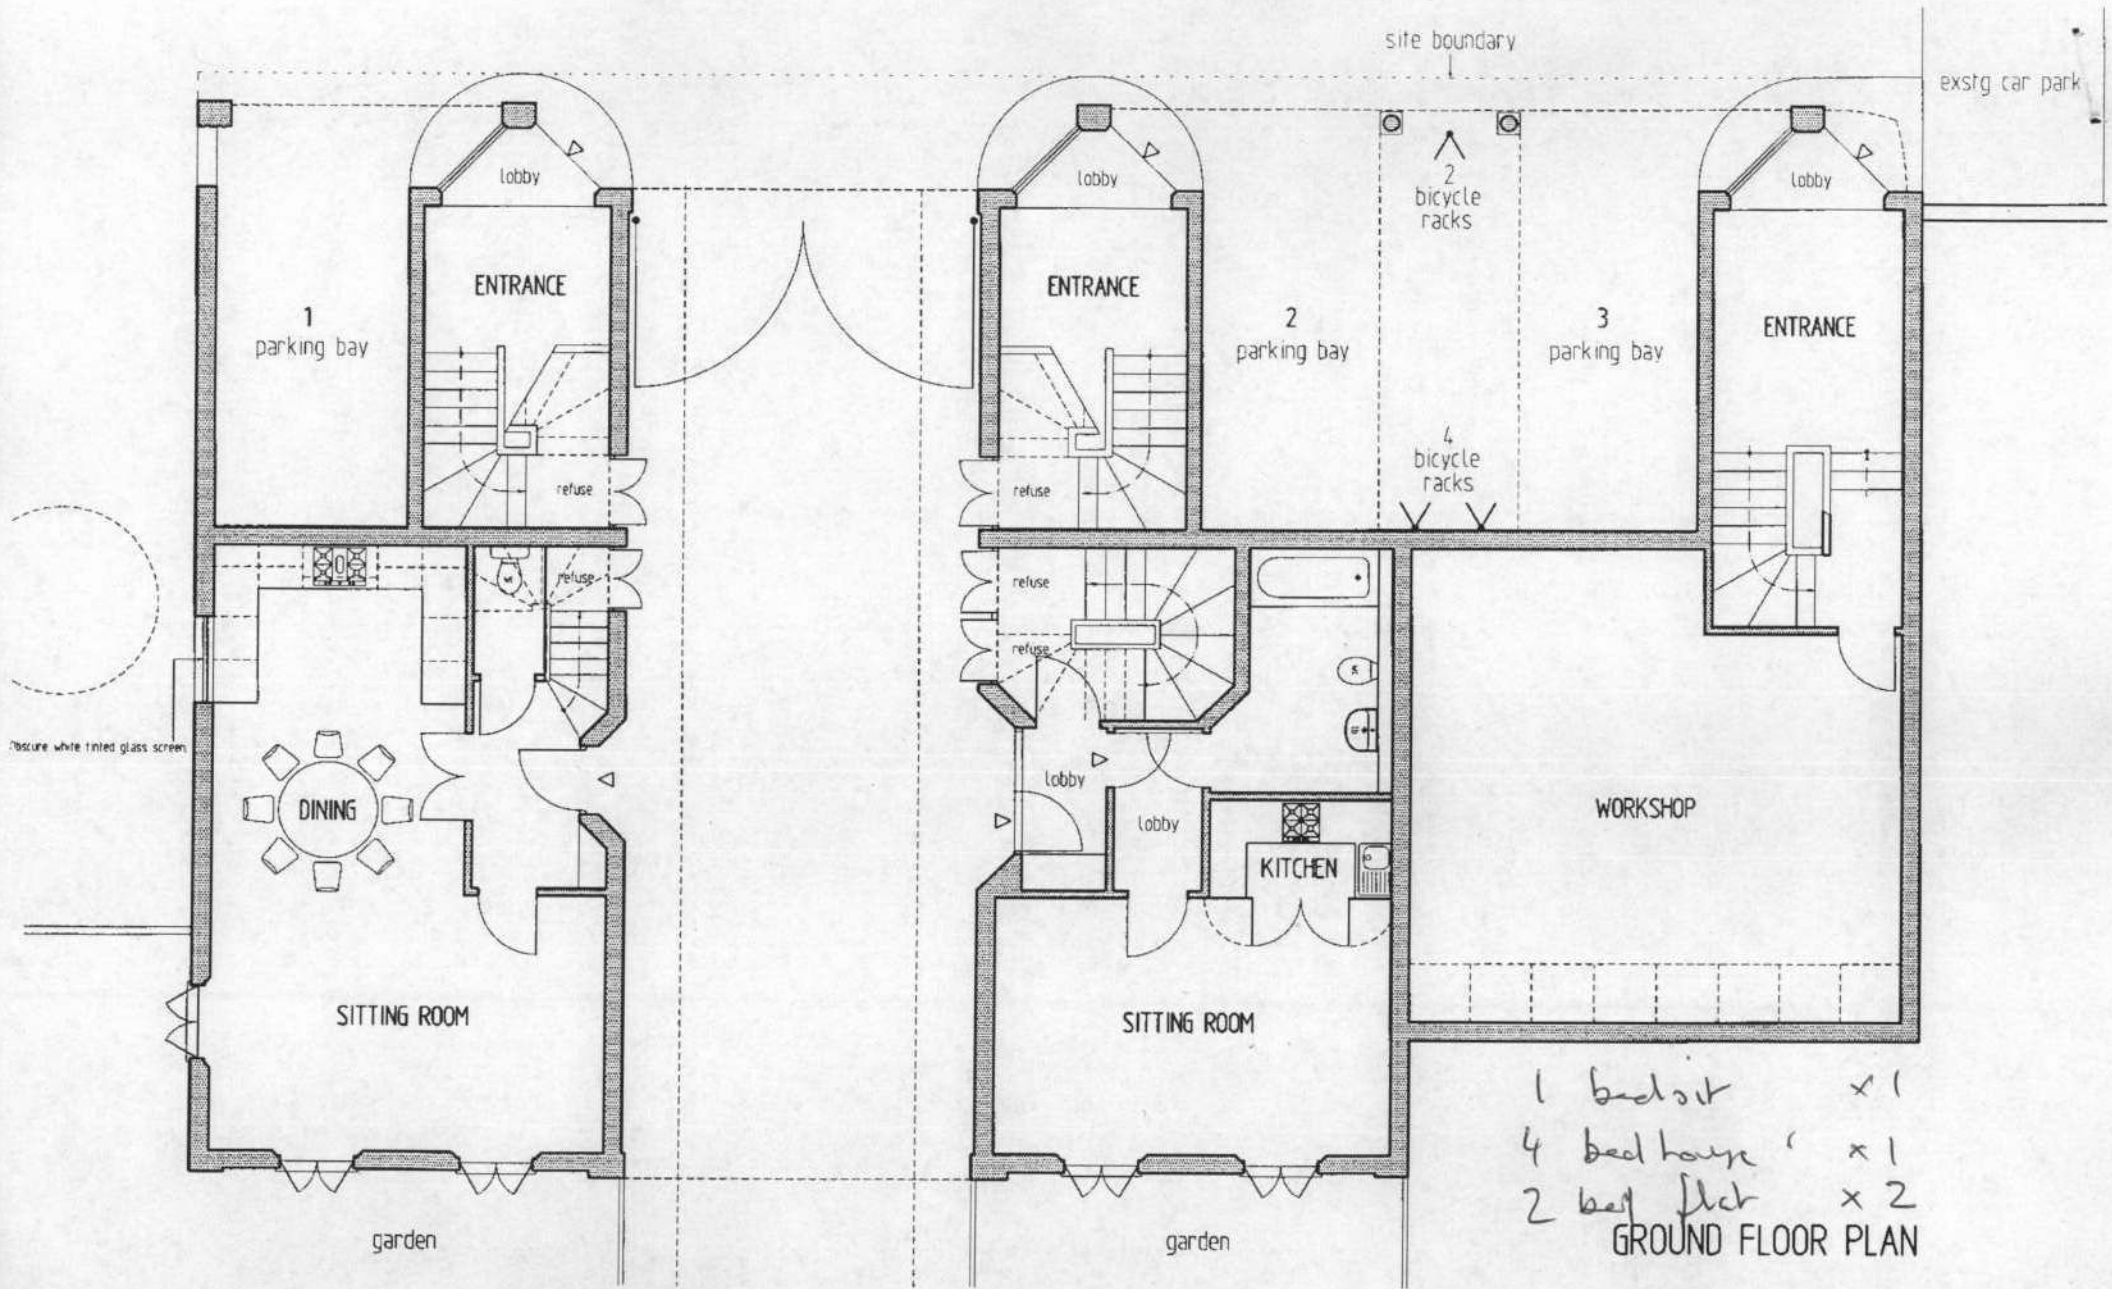 site boundary
exstg car park
lobby
lobby
lobby
2
bicycle
racks
ENTRANCE
ENTRANCE
ENTRANCE
1
parking bay
2
parking bay
3
parking bay
4
bicycle
racks
refuse
refuse
refuse
refuse
refuse
obscure white tinted glass screen
DINING
lobby
lobby
KITCHEN
WORKSHOP
SITTING ROOM
SITTING ROOM
1 bedsit x 1
4 bed house x 1
2 bed flat x 2
GROUND FLOOR PLAN
garden
garden